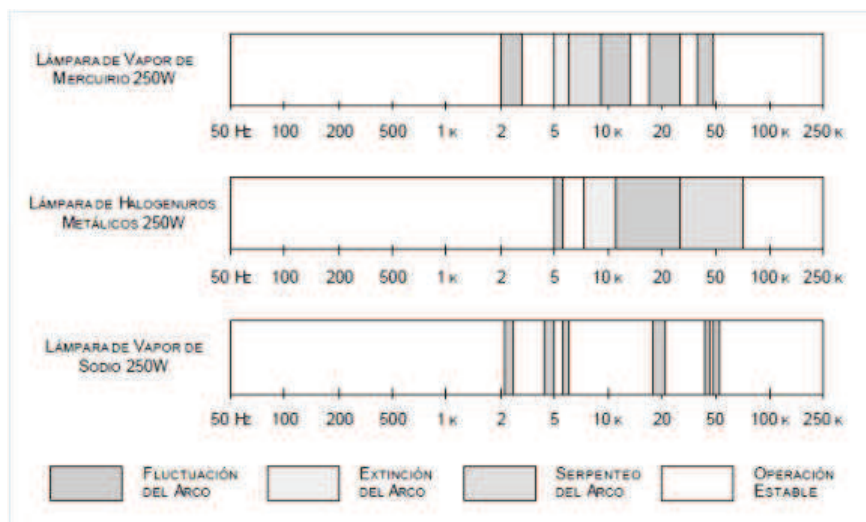 LÁMPARA DE VAPOR DE
MERCUIRIO 250W
50 Hz 100 200 500 1 K 2 5 10 K 20 50 100 K 250 K
LÁMPARA DE HALOGENUROS
METÁLICOS 250W
50 Hz 100 200 500 1 K 2 5 10 K 20 50 100 K 250 K
LÁMPARA DE VAPOR DE
SODIO 250W
50 Hz 100 200 500 1 K 2 5 10 K 20 50 100 K 250 K
FLUCTUACIÓN
DEL ARCO
EXTINCIÓN
DEL ARCO
SERPENTEO
DEL ARCO
OPERACIÓN
ESTABLE